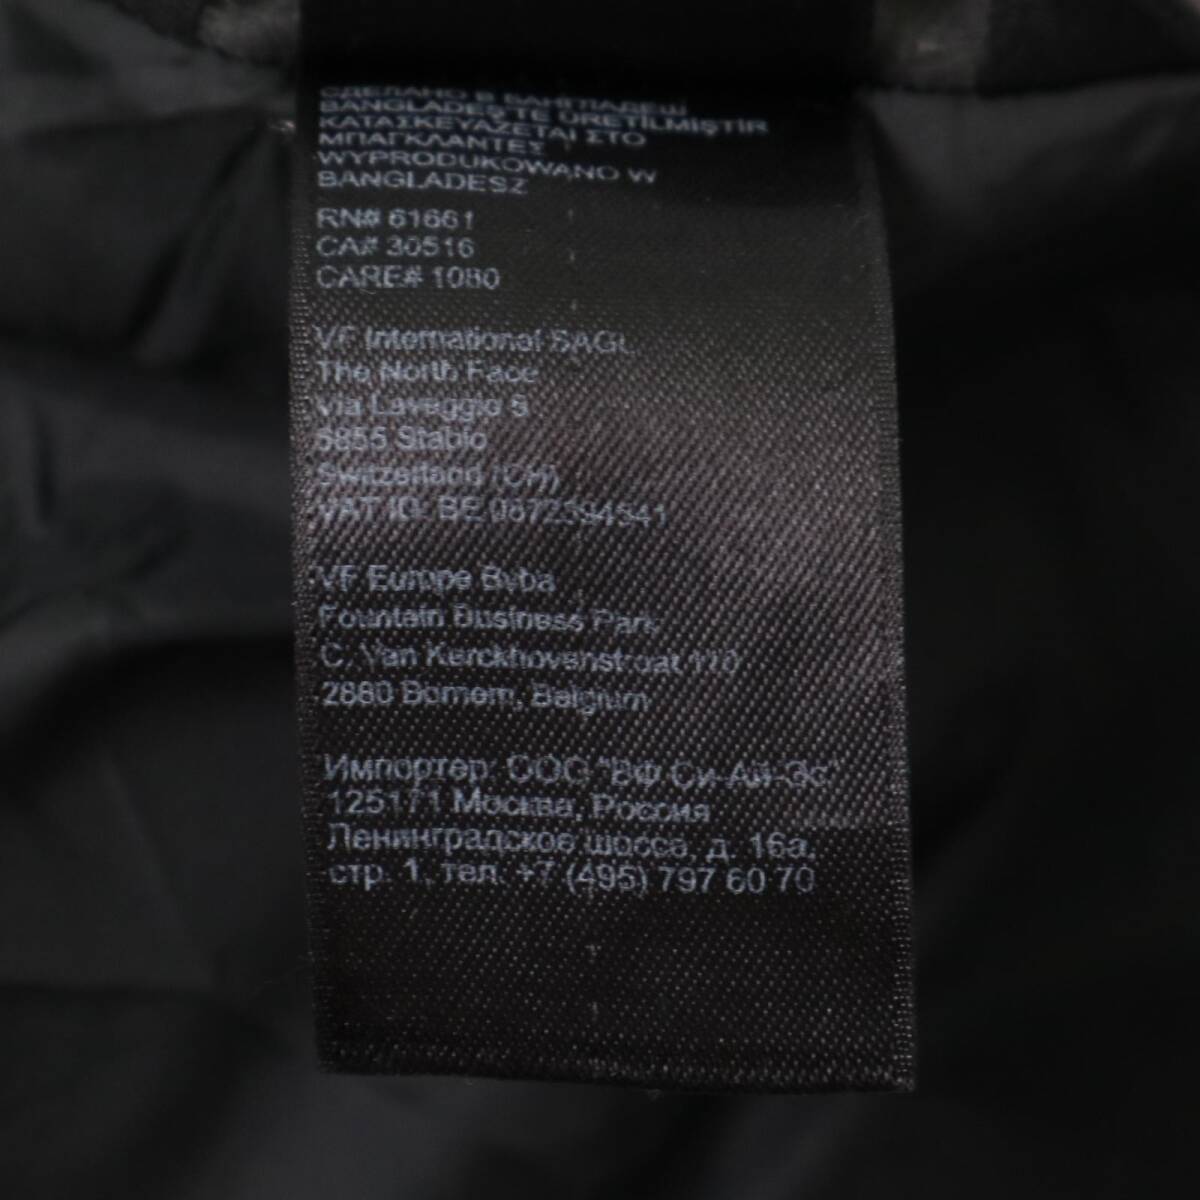 СДЕЛАНО В БАНГЛАДЕШ
BANGLADEŞ'TE ÜRETİLMİŞTİR
ΚΑΤΑΣΚΕΥΑΖΕΤΑΙ ΣΤΟ
ΜΠΑΓΚΛΑΝΤΕΣ
WYPRODUKOWANO W
BANGLADESZ
RN# 61661
CA# 30516
CARE# 1080
VF International SAGL
The North Face
Via Laveggio 5
6855 Stabio
Switzerland (CH)
VAT ID: BE
VF Europe Bvba
Fountain Business Park
C. Van Kerckhovenstraat 110
2880 Bornem, Belgium
Импортер: ООО "ВФ Си-Ай-Эс"
125171 Москва, Россия
Ленинградское шоссе, д. 16а,
стр. 1, тел: +7 (495) 797 60 70